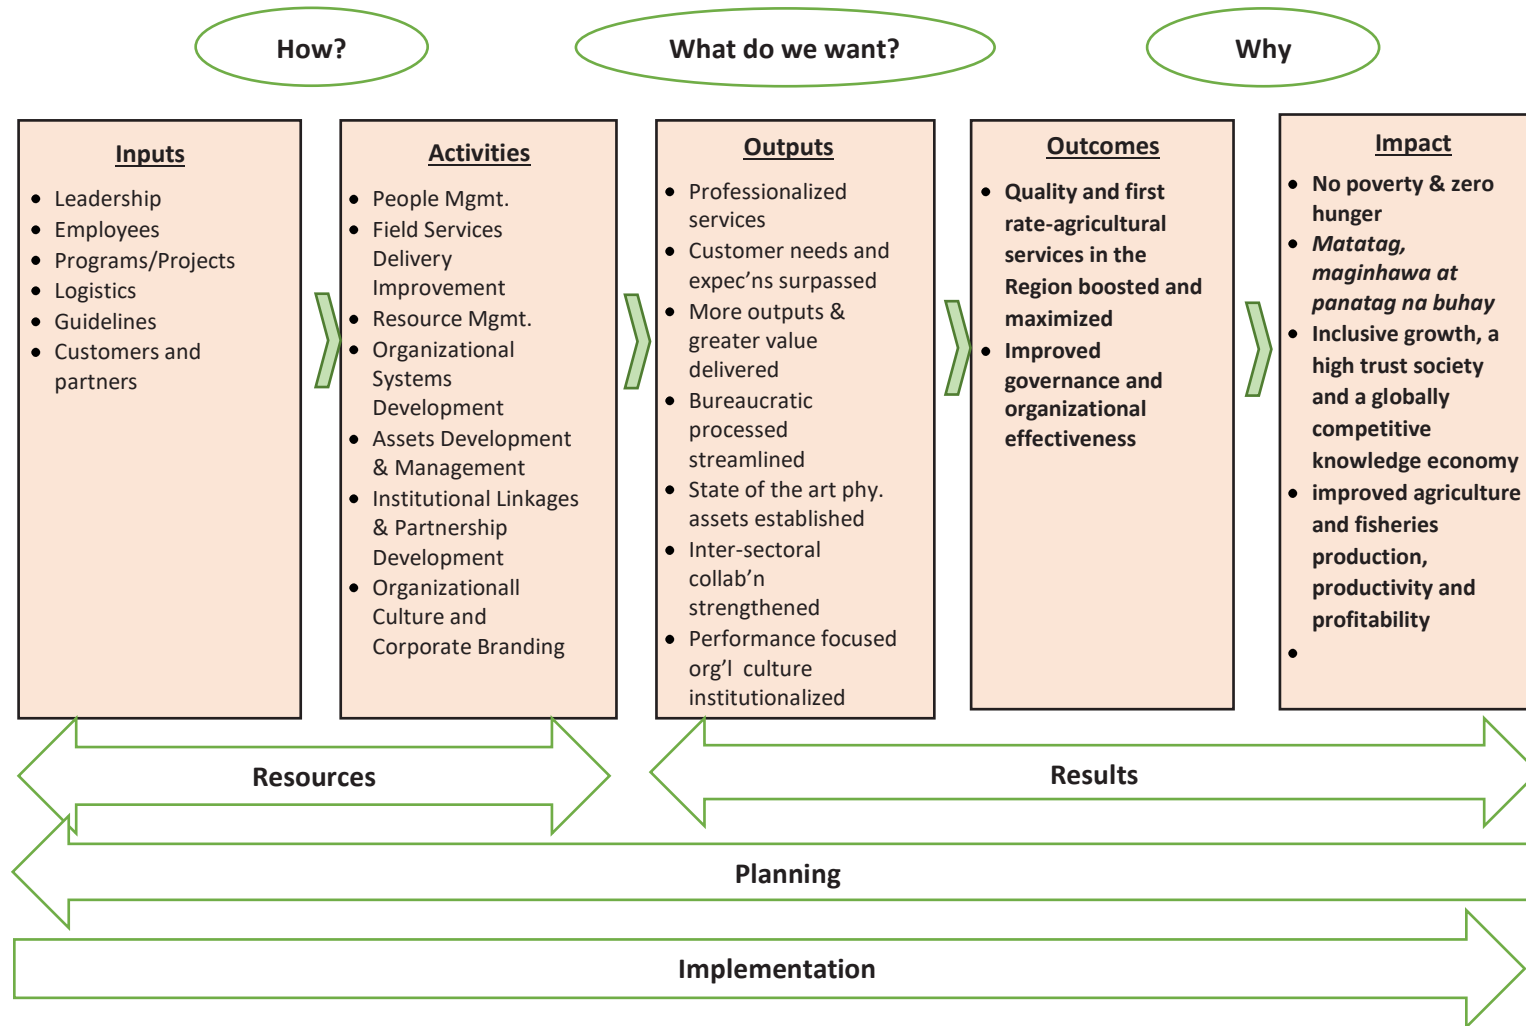 How?
What do we want?
Why
Inputs
• Leadership
• Employees
• Programs/Projects
• Logistics
• Guidelines
• Customers and
partners
Activities
• People Mgmt.
• Field Services
Delivery
Improvement
• Resource Mgmt.
• Organizational
Systems
Development
• Assets Development
& Management
• Institutional Linkages
& Partnership
Development
• Organizationall
Culture and
Corporate Branding
Outputs
• Professionalized
services
• Customer needs and
expec’ns surpassed
• More outputs &
greater value
delivered
• Bureaucratic
processed
streamlined
• State of the art phy.
assets established
• Inter-sectoral
collab’n
strengthened
• Performance focused
org’l culture
institutionalized
Outcomes
• Quality and first
rate-agricultural
services in the
Region boosted and
maximized
• Improved
governance and
organizational
effectiveness
Impact
• No poverty & zero
hunger
• Matatag,
maginhawa at
panatag na buhay
• Inclusive growth, a
high trust society
and a globally
competitive
knowledge economy
• improved agriculture
and fisheries
production,
productivity and
profitability
•
Resources
Results
Planning
Implementation